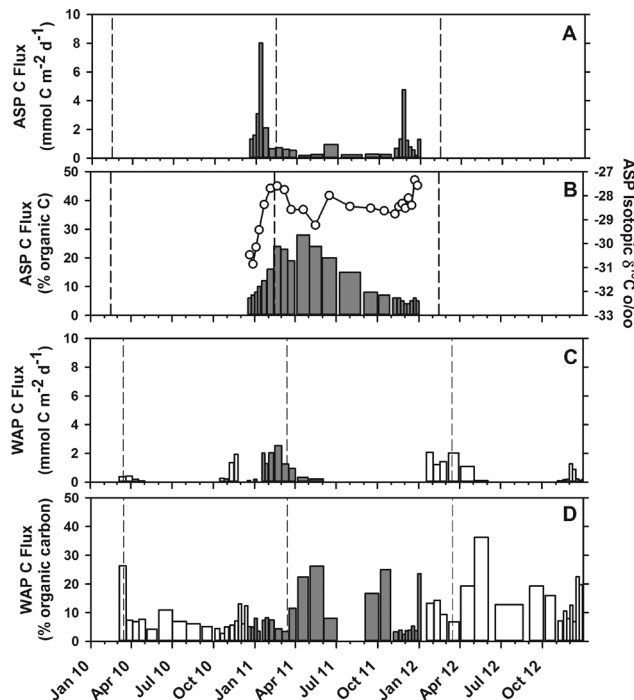 10
8
6
4
2
0
ASP C Flux
(mmol C m-2 d-1)
A
50
40
30
20
10
0
ASP C Flux
(% organic C)
B
-27
-28
-29
-30
-31
-32
-33
ASP Isotopic δ13C o/oo
10
8
6
4
2
0
WAP C Flux
(mmol C m-2 d-1)
C
50
40
30
20
10
0
WAP C Flux
(% organic carbon)
D
Jan 10
Apr 10
Jul 10
Oct 10
Jan 11
Apr 11
Jul 11
Oct 11
Jan 12
Apr 12
Jul 12
Oct 12